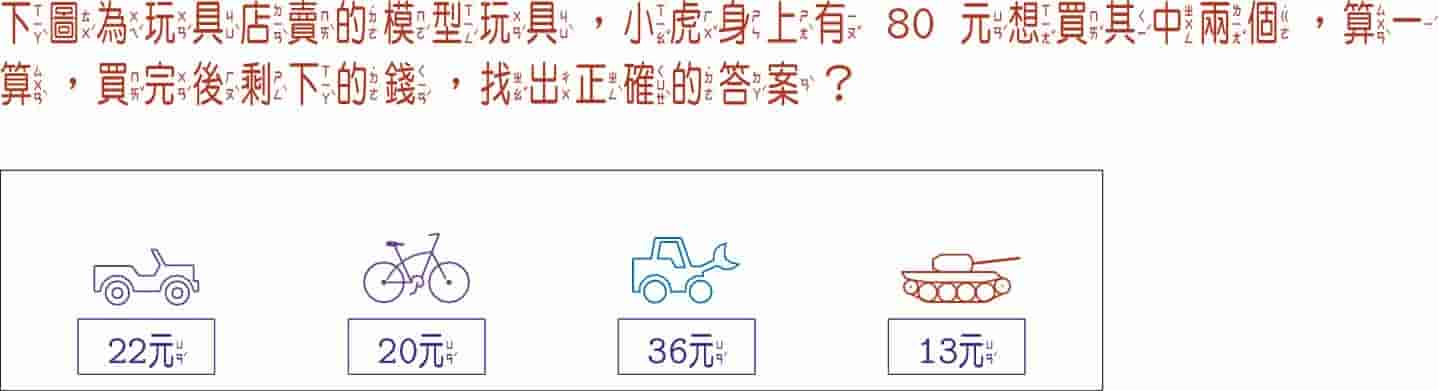 下圖為玩具店賣的模型玩具，小虎身上有 80 元想買其中兩個，算一
算，買完後剩下的錢，找出正確的答案？
22元 20元 36元 13元